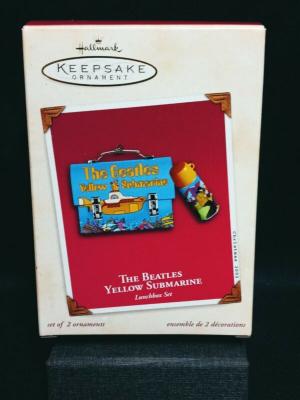 Hallmark
KEEPSAKE
ORNAMENT
The Beatles
Yellow Submarine
THE BEATLES
YELLOW SUBMARINE
Lunchbox Set
set of 2 ornaments
ensemble de 2 décorations